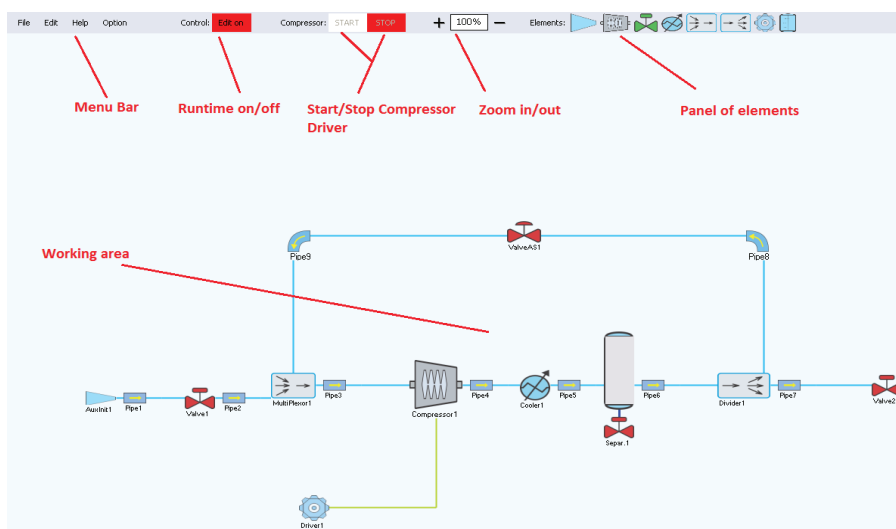 File Edit Help Option Control: Edit on Compressor: START STOP + 100% − Elements:
Menu Bar
Runtime on/off
Start/Stop Compressor
Driver
Zoom in/out
Panel of elements
Working area
ValveAS1
Pipe9
Pipe8
AuxInit1
Pipe1
Valve1
Pipe2
MultiPlexor1
Pipe3
Compressor1
Pipe4
Cooler1
Pipe5
Separ.1
Pipe6
Divider1
Pipe7
Valve2
Driver1